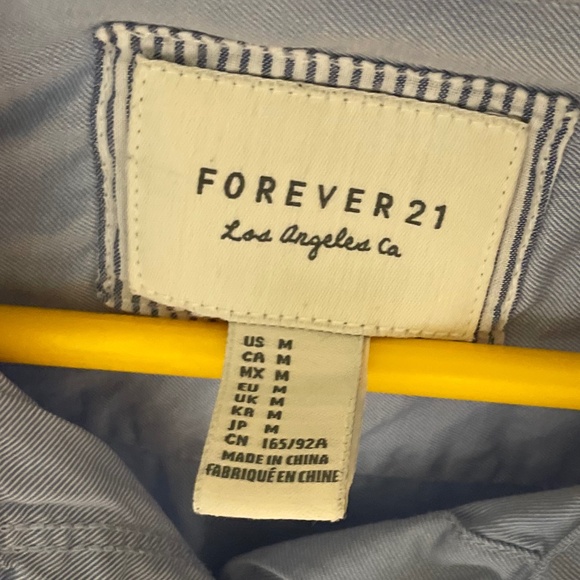 FOREVER 21
Los Angeles Ca
US M
CA M
MX M
EU M
UK M
KR M
JP M
CN 165/92A
MADE IN CHINA
FABRIQUÉ EN CHINE